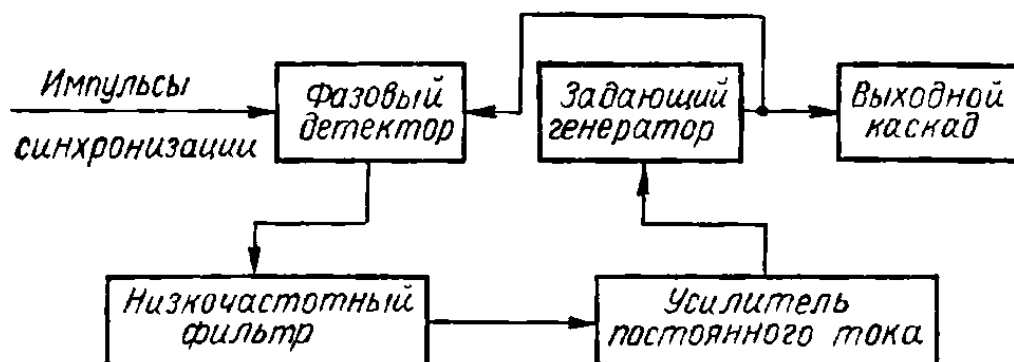 Импульсы
синхронизации
Фазовый
детектор
Задающий
генератор
Выходной
каскад
Низкочастотный
фильтр
Усилитель
постоянного тока